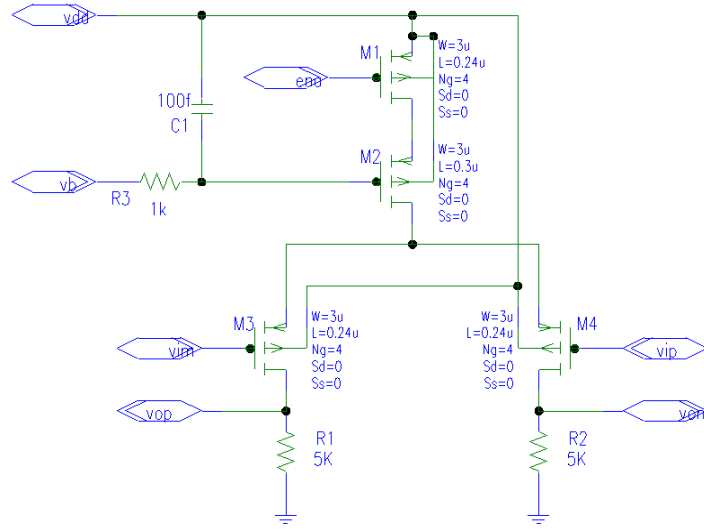 vdd
M1
W=3u
L=0.24u
Ng=4
Sd=0
Ss=0
eno
100f
C1
M2
W=3u
L=0.3u
Ng=4
Sd=0
Ss=0
vb
R3
1k
M3
W=3u
L=0.24u
Ng=4
Sd=0
Ss=0
W=3u
L=0.24u
Ng=4
Sd=0
Ss=0
M4
vim
vip
vop
von
R1
5K
R2
5K